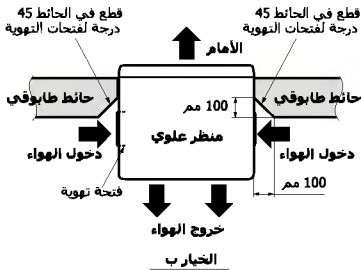 قطع في الحائط 45
درجة لفتحات التهوية
الأمام
قطع في الحائط 45
درجة لفتحات التهوية
حائط طابوقي
100 مم
حائط طابوقي
منظر علوي
دخول الهواء
دخول الهواء
فتحة تهوية
100 مم
خروج الهواء
الخيار ب